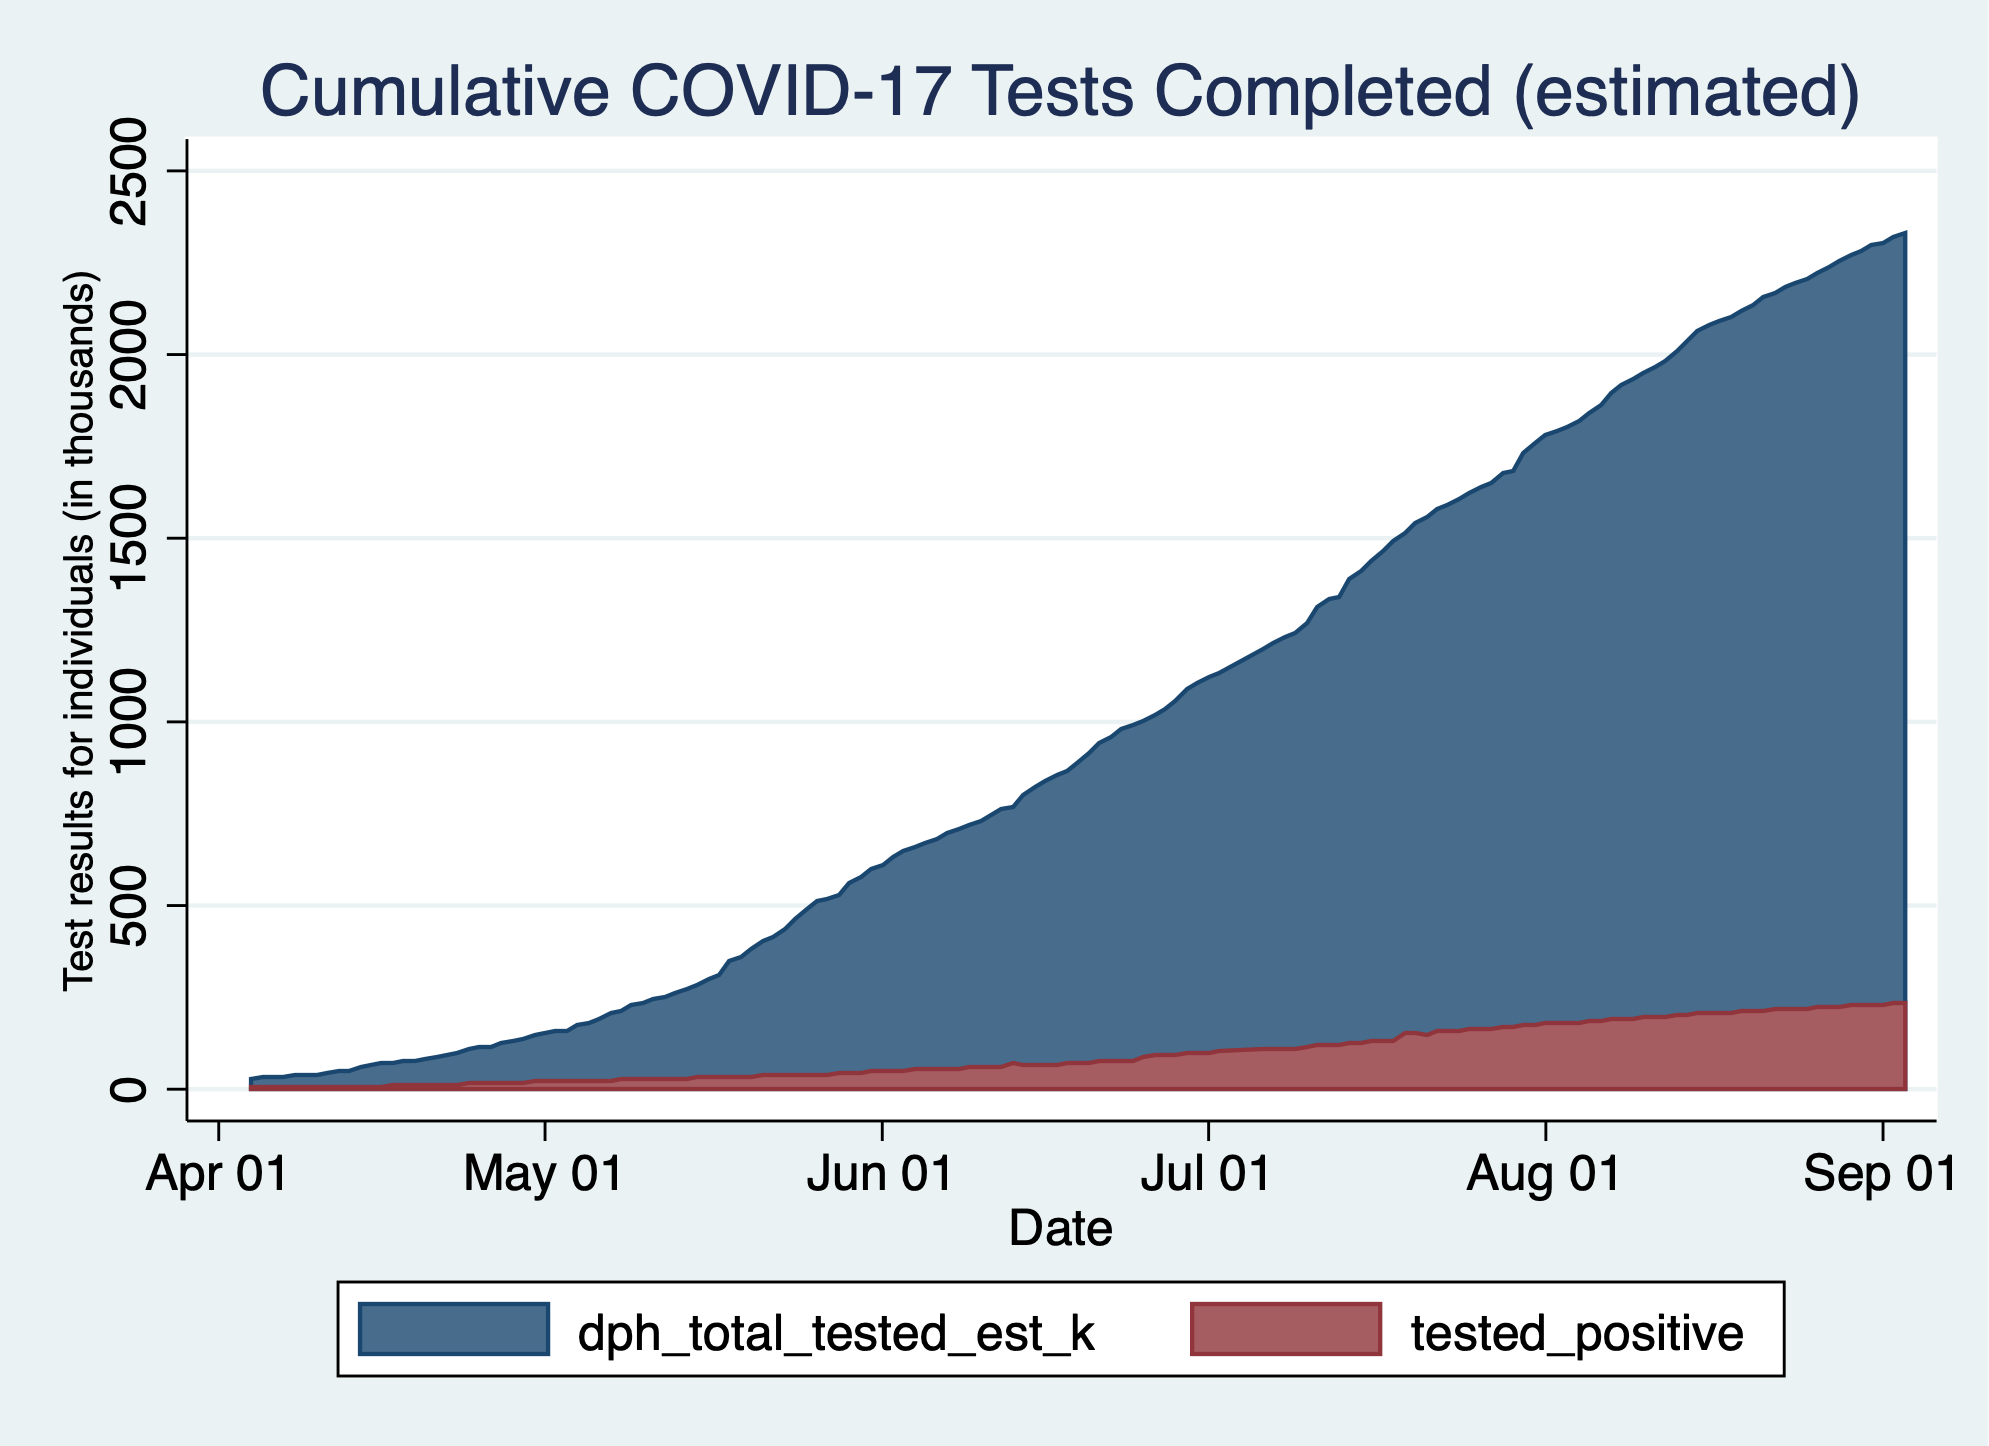 Cumulative COVID-17 Tests Completed (estimated)
Test results for individuals (in thousands)
2500
2000
1500
1000
500
0
Apr 01 May 01 Jun 01 Jul 01 Aug 01 Sep 01
Date
dph_total_tested_est_k tested_positive